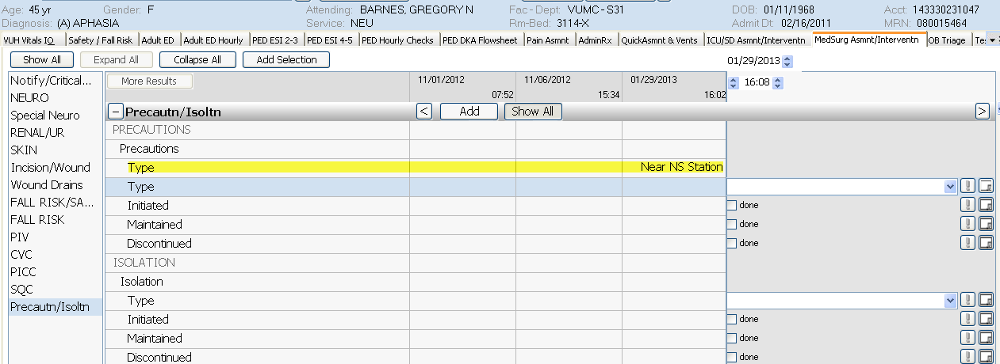 Age: 45 yr Gender: F Attending: BARNES, GREGORY N Fac-Dept: VUMC - S31 DOB: 01/11/1968 Acct: 143330231047
Diagnosis: (A) APHASIA Service: NEU Rm-Bed: 3114-X Admit Dt: 02/16/2011 MRN: 080015464
VUH Vitals IO Safety / Fall Risk Adult ED Adult ED Hourly PED ESI 2-3 PED ESI 4-5 PED Hourly Checks PED DKA Flowsheet Pain Asmnt AdminRx QuickAsmnt & Vents ICU/SD Asmnt/Interventn MedSurg Asmnt/Interventn OB Triage Te
Show All Expand All Collapse All Add Selection 01/29/2013
Notify/Critical... More Results 11/01/2012 11/06/2012 01/29/2013 16:08
NEURO 07:52 15:34 16:02
Special Neuro - Precautn/Isoltn < Add Show All >
RENAL/UR PRECAUTIONS
SKIN Precautions
Incision/Wound Type Near NS Station
Wound Drains Type
FALL RISK/SA... Initiated done
FALL RISK Maintained done
PIV Discontinued done
CVC ISOLATION
PICC Isolation
SQC Type
Precautn/Isoltn Initiated done
Maintained done
Discontinued done